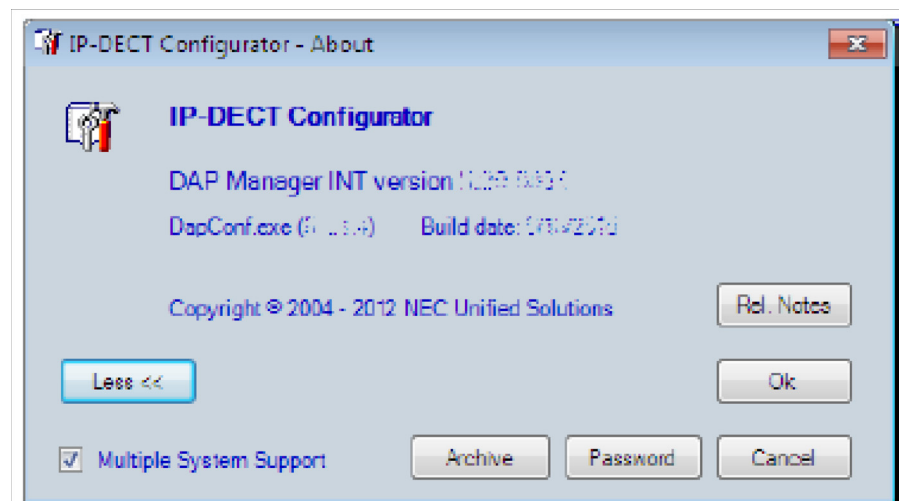 IP-DECT Configurator - About
IP-DECT Configurator
DAP Manager INT version
DapConf.exe Build date:
Copyright © 2004 - 2012 NEC Unified Solutions
Rel. Notes
Less <<
Ok
Multiple System Support
Archive
Password
Cancel